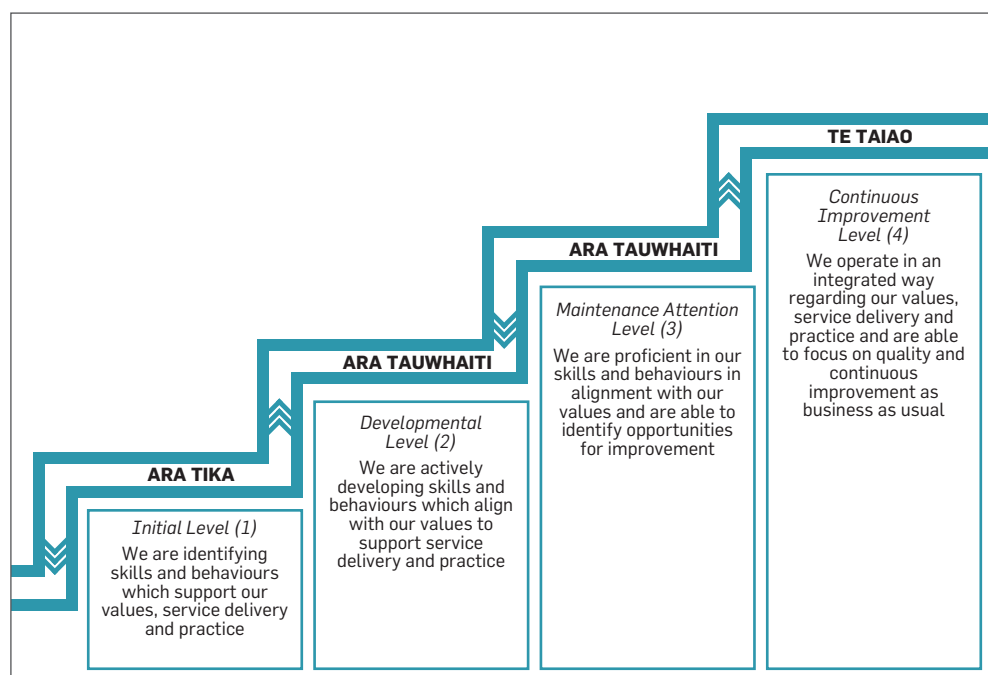 ARA TIKA
Initial Level (1)
We are identifying
skills and behaviours
which support our
values, service delivery
and practice
ARA TAUWHAITI
Developmental
Level (2)
We are actively
developing skills and
behaviours which align
with our values to
support service
delivery and practice
ARA TAUWHAITI
Maintenance Attention
Level (3)
We are proficient in our
skills and behaviours in
alignment with our
values and are able to
identify opportunities
for improvement
TE TAIAO
Continuous
Improvement
Level (4)
We operate in an
integrated way
regarding our values,
service delivery and
practice and are able
to focus on quality and
continuous
improvement as
business as usual